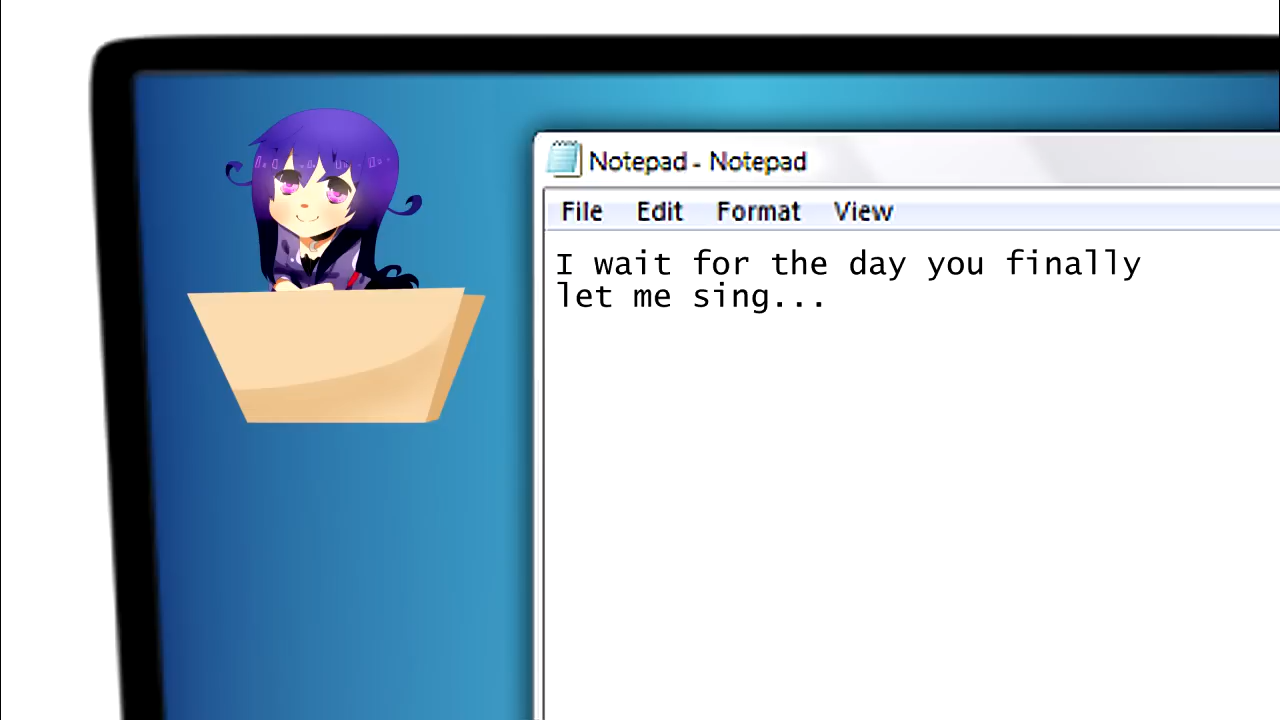 Notepad - Notepad
File Edit Format View
I wait for the day you finally
let me sing...